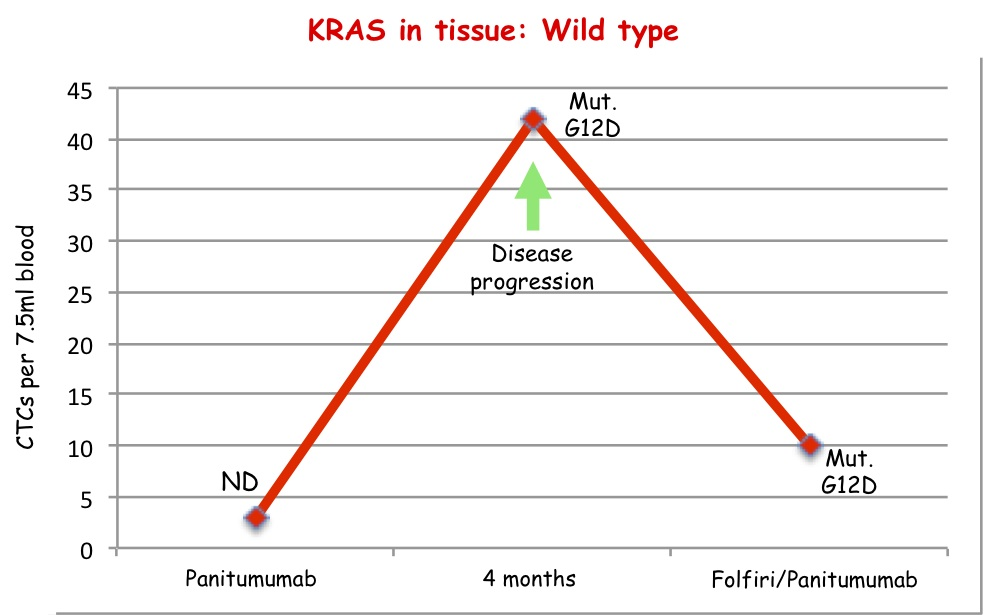 KRAS in tissue: Wild type
CTCs per 7.5ml blood
45
40
35
30
25
20
15
10
5
0
Mut.
G12D
Disease
progression
ND
Mut.
G12D
Panitumumab
4 months
Folfiri/Panitumumab